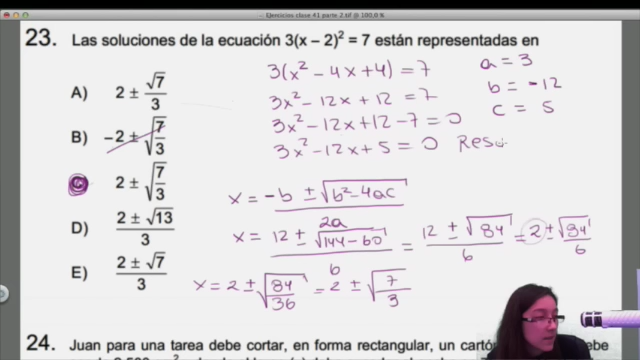 Ejercicios clase 41 parte 2.tif @ 100,0 %
23. Las soluciones de la ecuación 3(x – 2)² = 7 están representadas en
A) 2 ± √7/3
B) –2 ± √(7/3)
C) 2 ± √(7/3)
D) (2 ± √13)/3
E) (2 ± √7)/3
3(x² – 4x + 4) = 7
3x² – 12x + 12 = 7
3x² – 12x + 12 – 7 = 0
3x² – 12x + 5 = 0 Reso
a = 3
b = –12
c = 5
x = (–b ± √(b² – 4ac))/2a
x = (12 ± √(144 – 60))/6 = (12 ± √84)/6 = 2 ± √84/6
x = 2 ± √(84/36) = 2 ± √(7/3)
24. Juan para una tarea debe cortar, en forma rectangular, un cartón